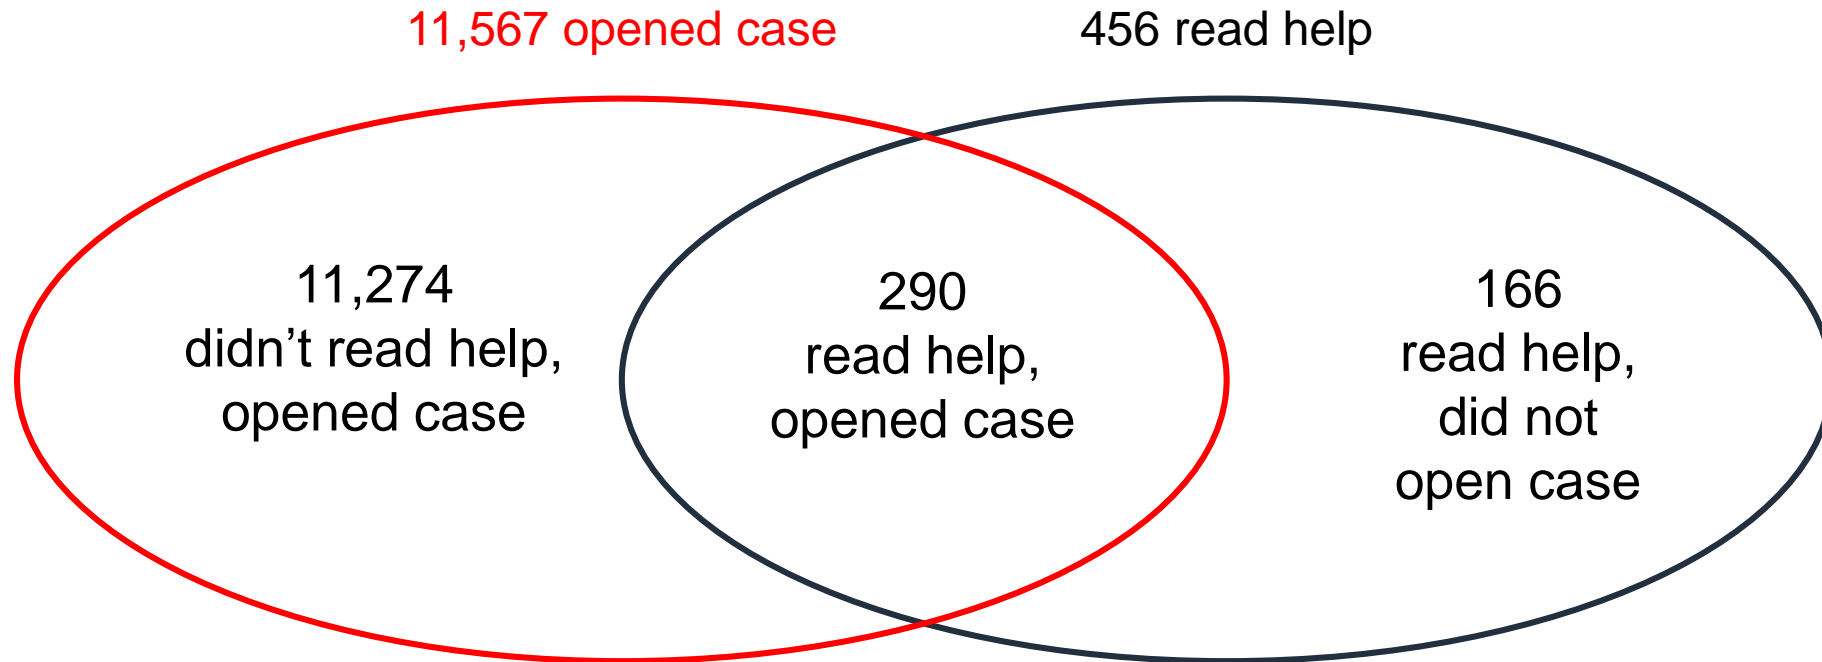 11,567 opened case
456 read help
11,274
didn’t read help,
opened case
290
read help,
opened case
166
read help,
did not
open case